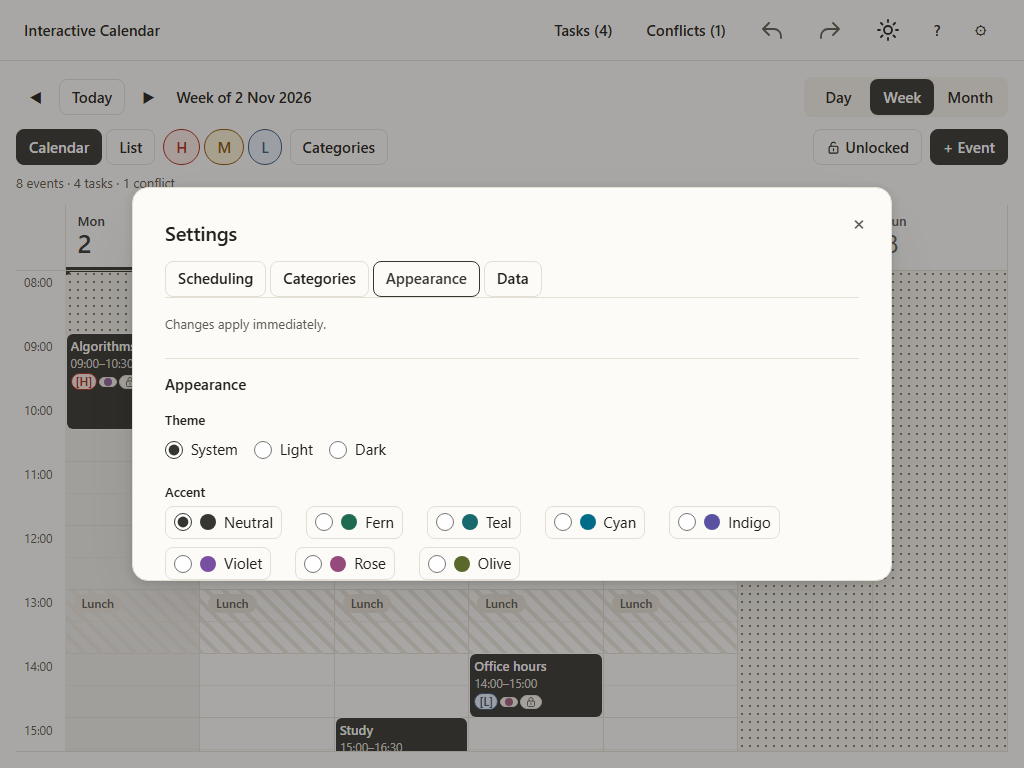 Interactive Calendar Tasks (4) Conflicts (1) ?
Today Week of 2 Nov 2026 Day Week Month
Calendar List H M L Categories Unlocked + Event
8 events · 4 tasks · 1 conflict
Mon
2
Settings
Scheduling Categories Appearance Data
Changes apply immediately.
Appearance
Theme
System Light Dark
Accent
Neutral Fern Teal Cyan Indigo
Violet Rose Olive
08:00
09:00
Algorithms
09:00–10:30
[H]
10:00
11:00
12:00
13:00 Lunch Lunch Lunch Lunch Lunch
14:00 Office hours
14:00–15:00
[L]
15:00 Study
15:00–16:30